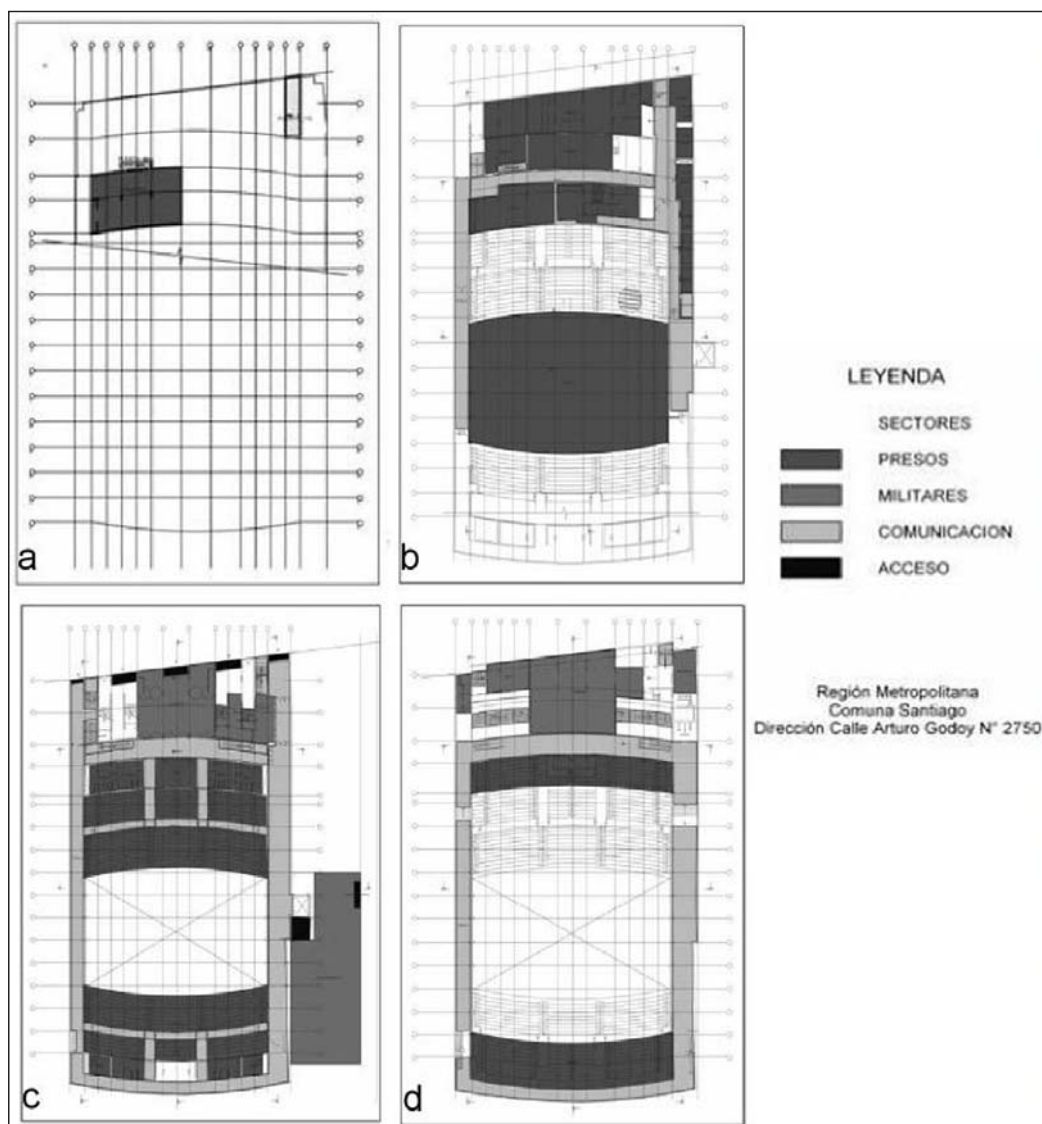 a
b
LEYENDA
SECTORES
PRESOS
MILITARES
COMUNICACION
ACCESO
Región Metropolitana
Comuna Santiago
Dirección Calle Arturo Godoy N° 2750
c
d